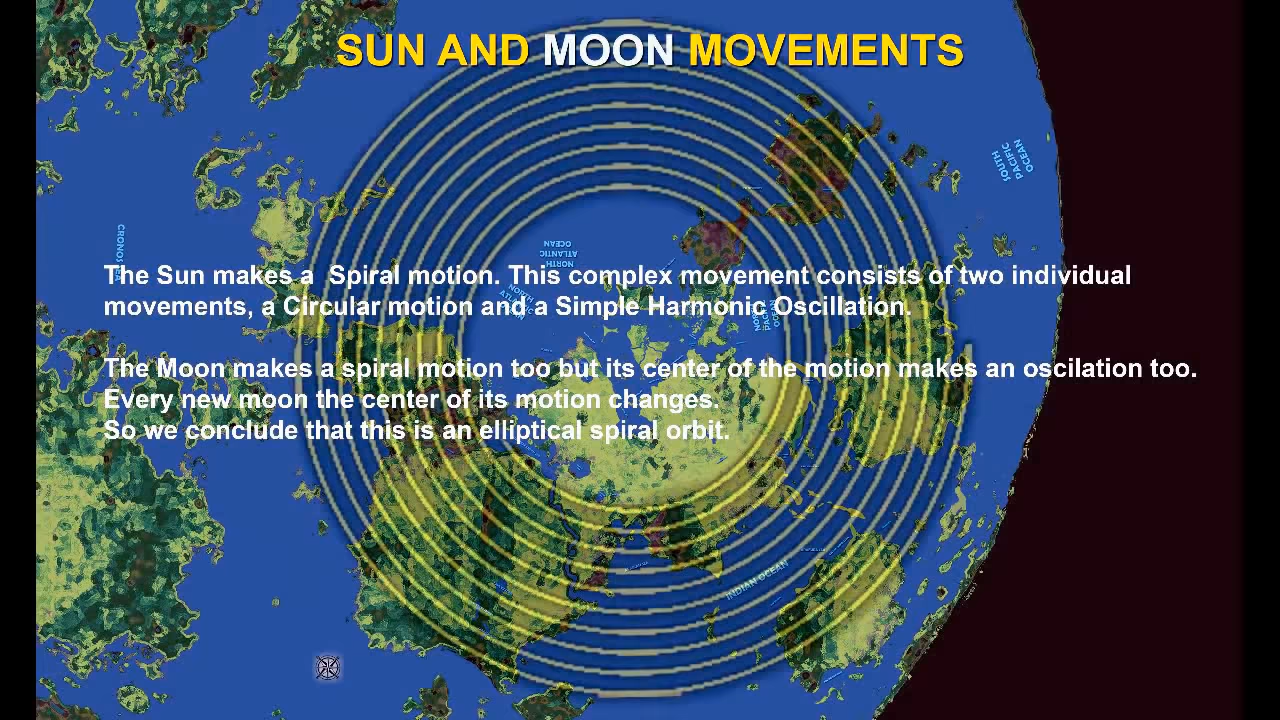 SUN AND MOON MOVEMENTS
SOUTH
PACIFIC
OCEAN
CRONOS
NORTH
ATLANTIC
OCEAN
The Sun makes a  Spiral motion. This complex movement consists of two individual
movements, a Circular motion and a Simple Harmonic Oscillation.
The Moon makes a spiral motion too but its center of the motion makes an oscilation too.
Every new moon the center of its motion changes.
So we conclude that this is an elliptical spiral orbit.
INDIAN OCEAN